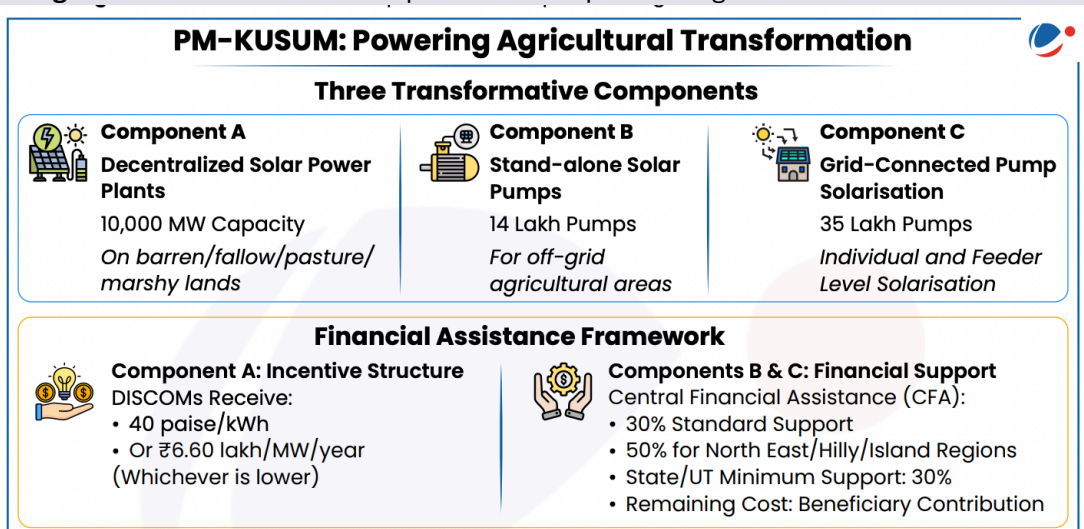 PM-KUSUM: Powering Agricultural Transformation
Three Transformative Components
Component A
Decentralized Solar Power
Plants
10,000 MW Capacity
On barren/fallow/pasture/
marshy lands
Component B
Stand-alone Solar
Pumps
14 Lakh Pumps
For off-grid
agricultural areas
Component C
Grid-Connected Pump
Solarisation
35 Lakh Pumps
Individual and Feeder
Level Solarisation
Financial Assistance Framework
Component A: Incentive Structure
DISCOMs Receive:
• 40 paise/kWh
• Or ₹6.60 lakh/MW/year
(Whichever is lower)
Components B & C: Financial Support
Central Financial Assistance (CFA):
• 30% Standard Support
• 50% for North East/Hilly/Island Regions
• State/UT Minimum Support: 30%
• Remaining Cost: Beneficiary Contribution